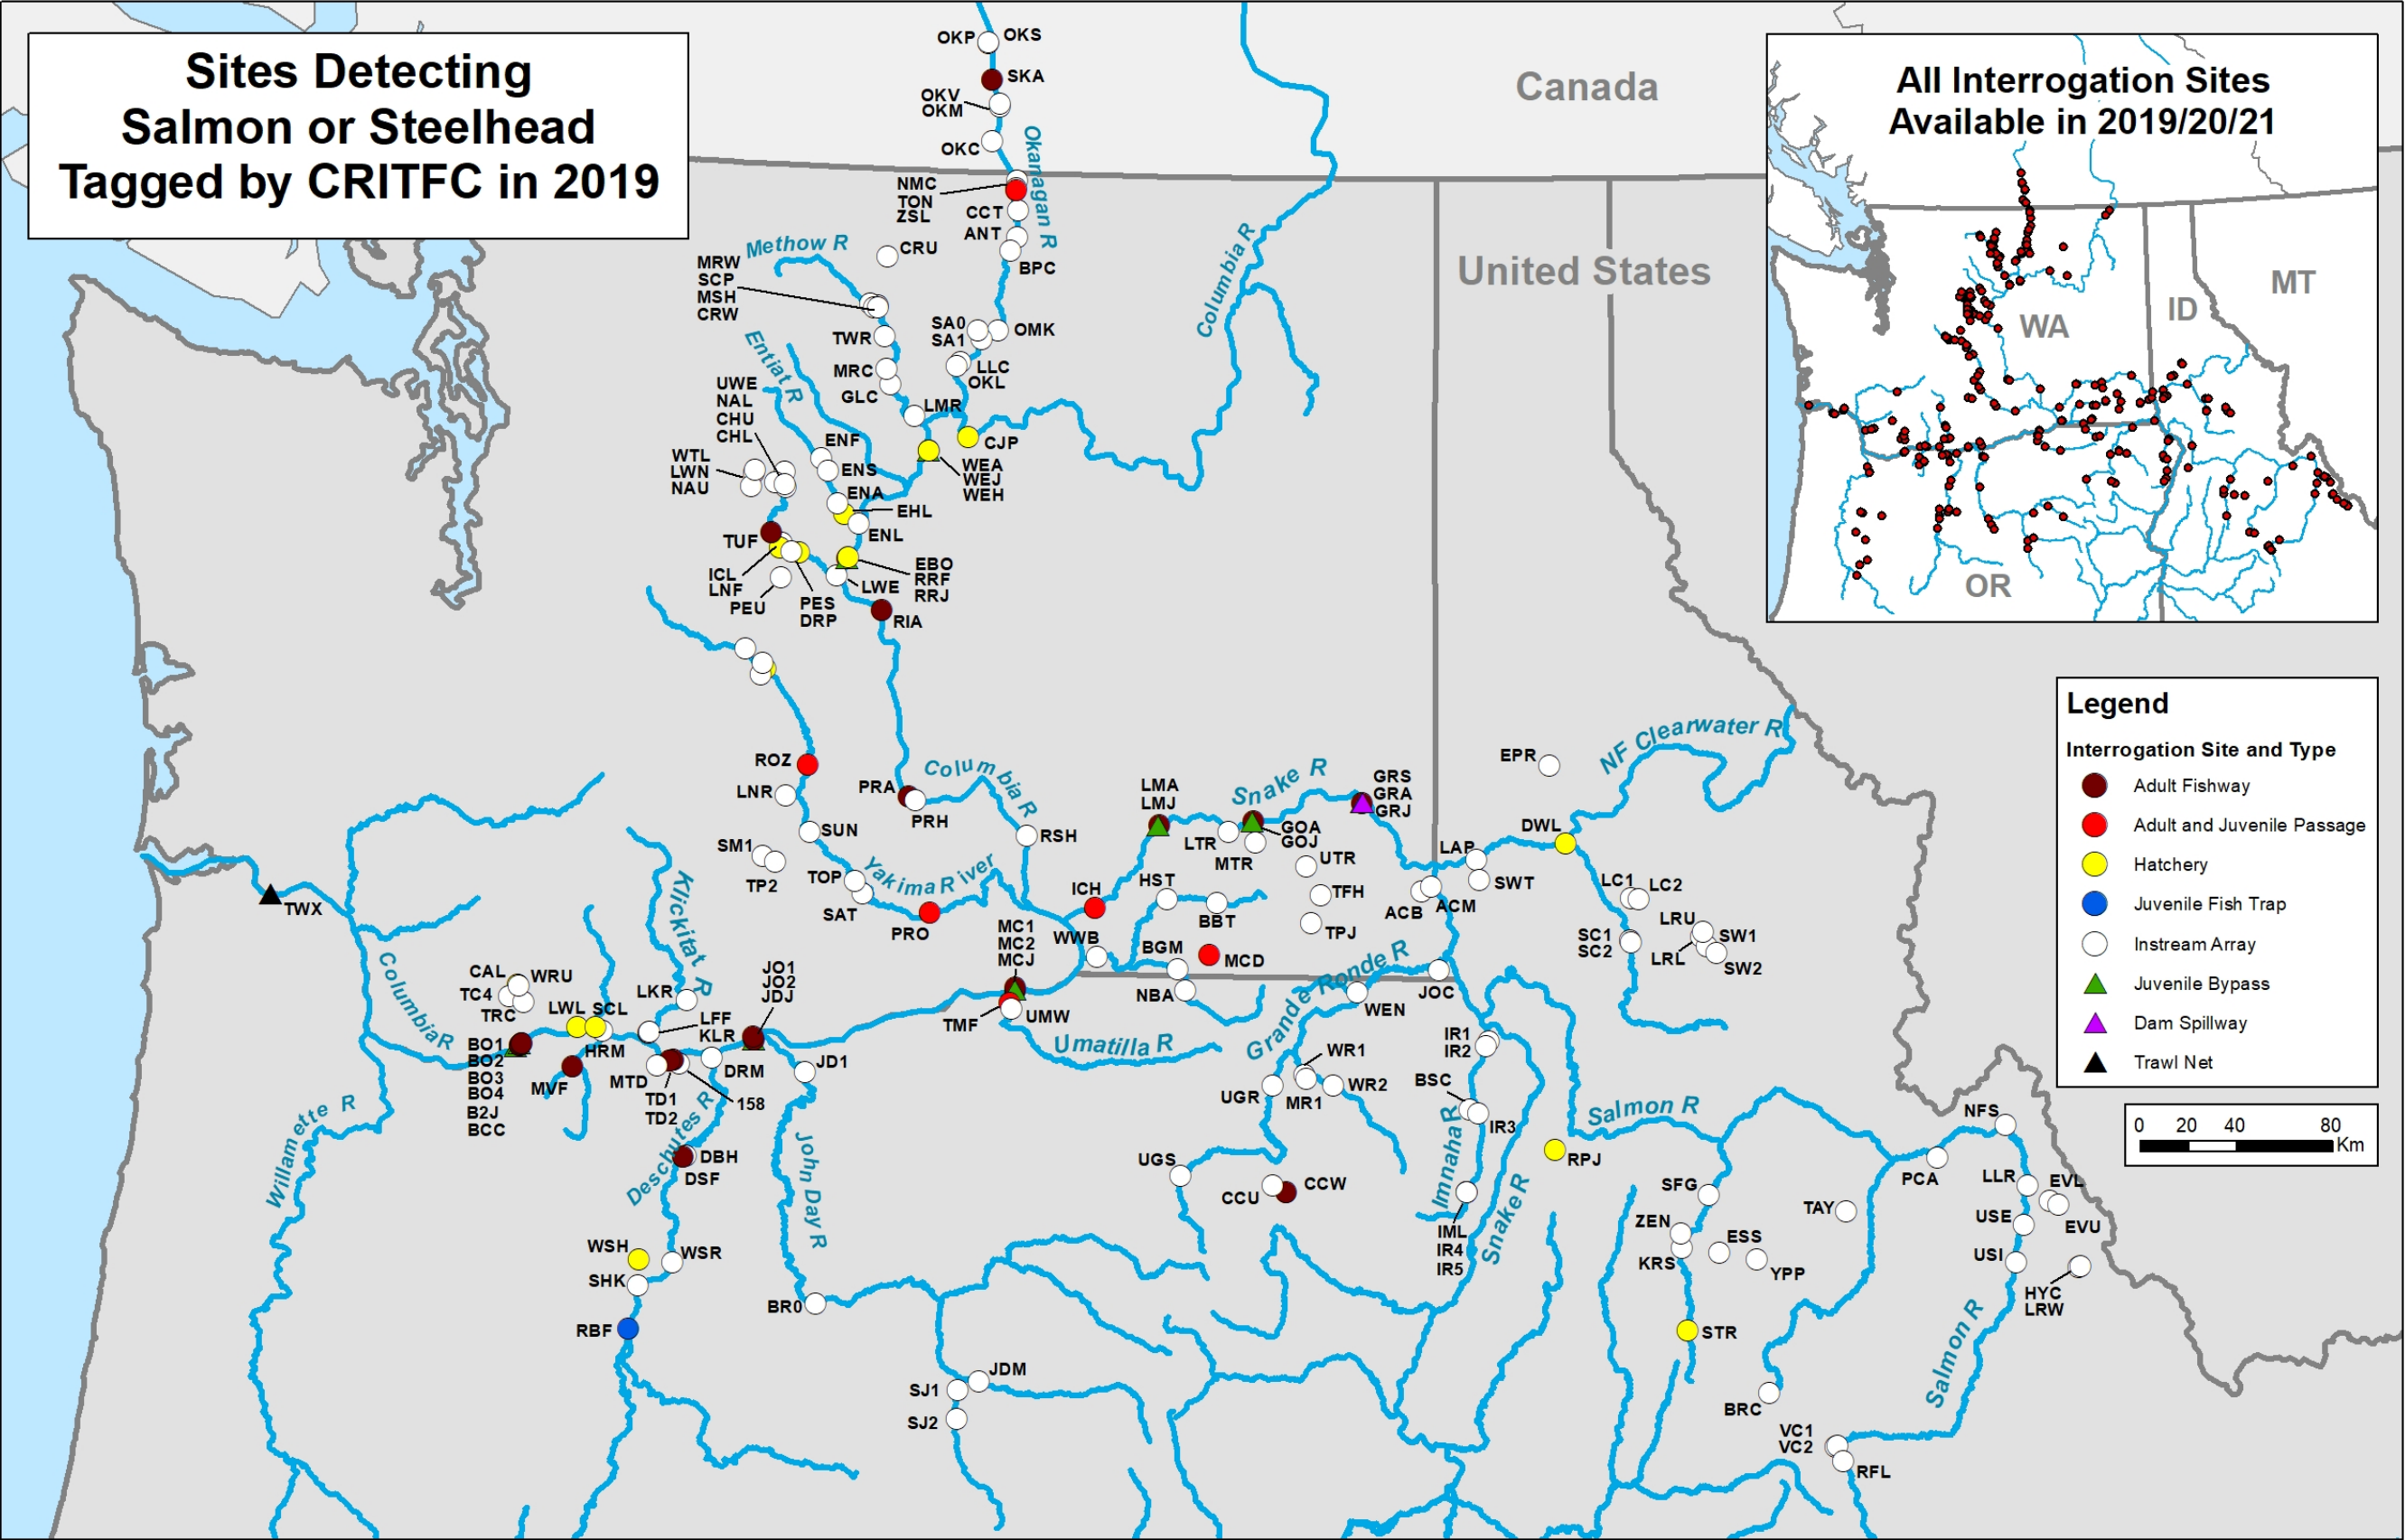 Sites Detecting
Salmon or Steelhead
Tagged by CRITFC in 2019
All Interrogation Sites
Available in 2019/20/21
WA
ID
MT
OR
Canada
United States
OKP
OKS
SKA
OKV
OKM
OKC
Okanagan R
NMC
TON
ZSL
CCT
ANT
BPC
CRU
Methow R
MRW
SCP
MSH
CRW
TWR
SA0
SA1
OMK
MRC
LLC
OKL
GLC
LMR
Columbia R
Entiat R
UWE
NAL
CHU
CHL
CJP
ENF
ENS
WTL
LWN
NAU
WEA
WEJ
WEH
ENA
EHL
ENL
TUF
ICL
LNF
PEU
PES
DRP
LWE
EBO
RRF
RRJ
RIA
ROZ
LNR
PRA
PRH
Columbia R
RSH
SUN
SM1
TP2
TOP
SAT
Yakima River
PRO
LMA
LMJ
Snake R
GRS
GRA
GRJ
LTR
MTR
GOA
GOJ
UTR
TFH
TPJ
ICH
HST
BBT
WWB
BGM
MCD
NBA
MC1
MC2
MCJ
TMF
UMW
Umatilla R
EPR
NF Clearwater R
DWL
LAP
SWT
ACB
ACM
LC1
LC2
SC1
SC2
LRU
LRL
SW1
SW2
Grande Ronde R
WEN
JOC
TWX
Columbia R
Klickitat R
CAL
WRU
TC4
TRC
LWL
SCL
LKR
LFF
KLR
JO1
JO2
JDJ
HRM
BO1
BO2
BO3
BO4
B2J
BCC
MVF
MTD
TD1
TD2
DRM
158
JD1
Willamette R
Deschutes R
DBH
DSF
John Day R
WSH
WSR
SHK
RBF
BR0
JDM
SJ1
SJ2
WR1
WR2
MR1
UGR
UGS
CCU
CCW
IR1
IR2
BSC
IR3
Imnaha R
IML
IR4
IR5
Snake R
RPJ
Salmon R
SFG
ZEN
KRS
ESS
YPP
STR
TAY
BRC
PCA
NFS
LLR
EVL
EVU
USE
USI
HYC
LRW
Salmon R
VC1
VC2
RFL
Legend
Interrogation Site and Type
Adult Fishway
Adult and Juvenile Passage
Hatchery
Juvenile Fish Trap
Instream Array
Juvenile Bypass
Dam Spillway
Trawl Net
0 20 40 80
Km